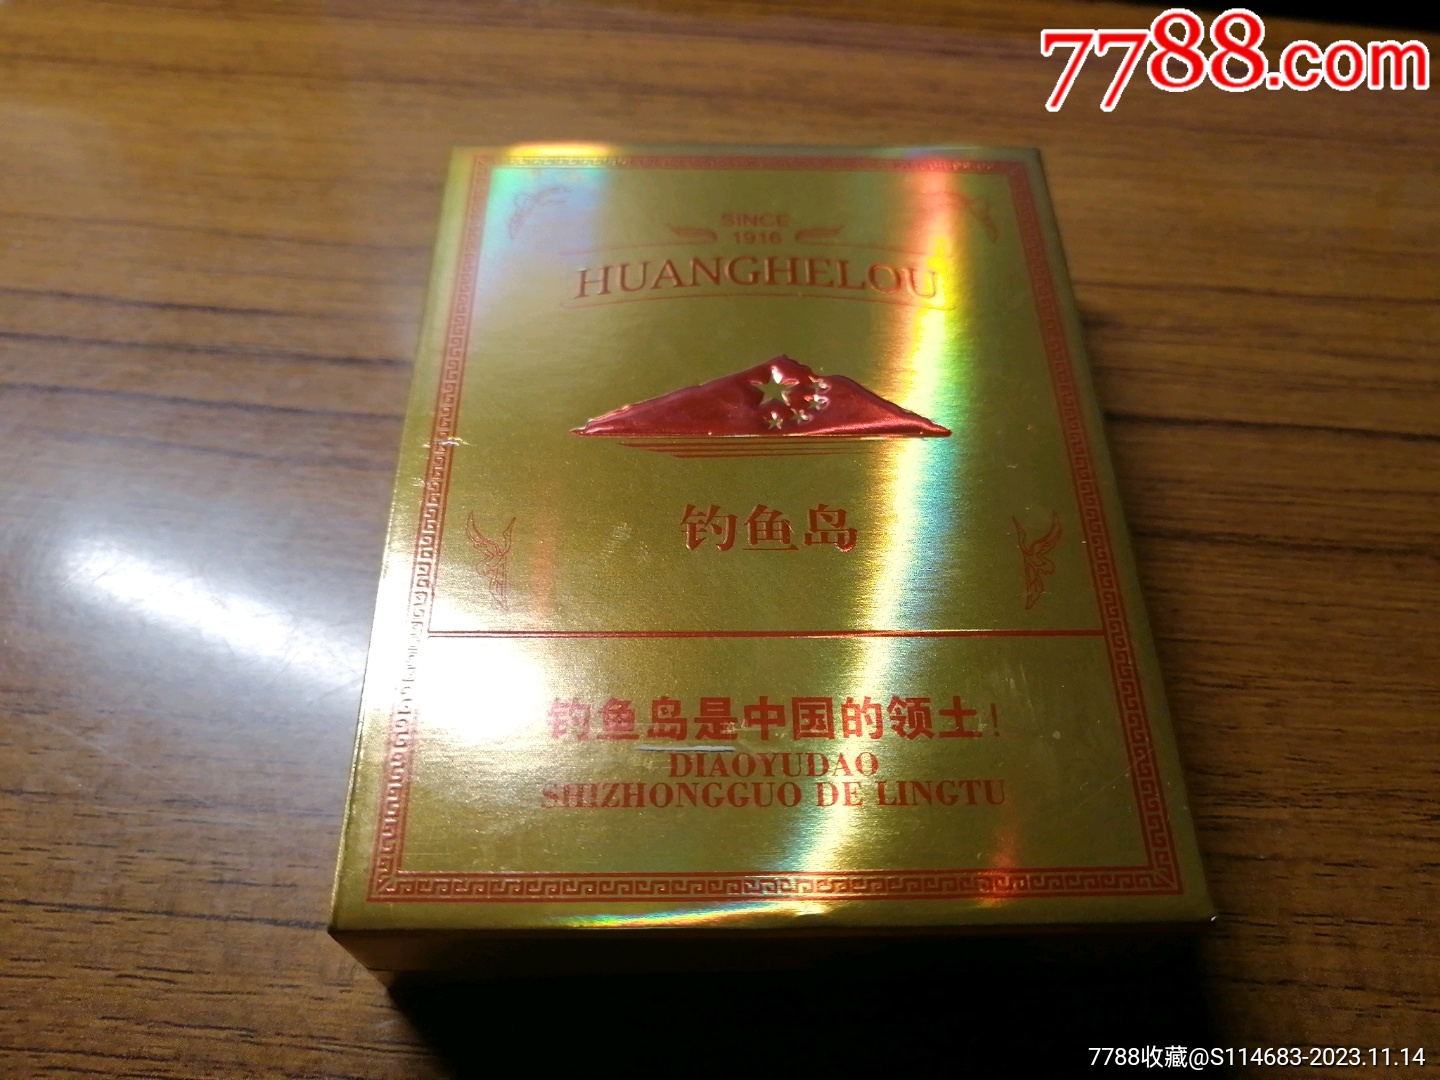 7788.com
SINCE
1916
HUANGHELOU
钓鱼岛
钓鱼岛是中国的领土!
DIAOYUDAO
SHIZHONGGUO DE LINGTU
7788收藏@S114683-2023.11.14